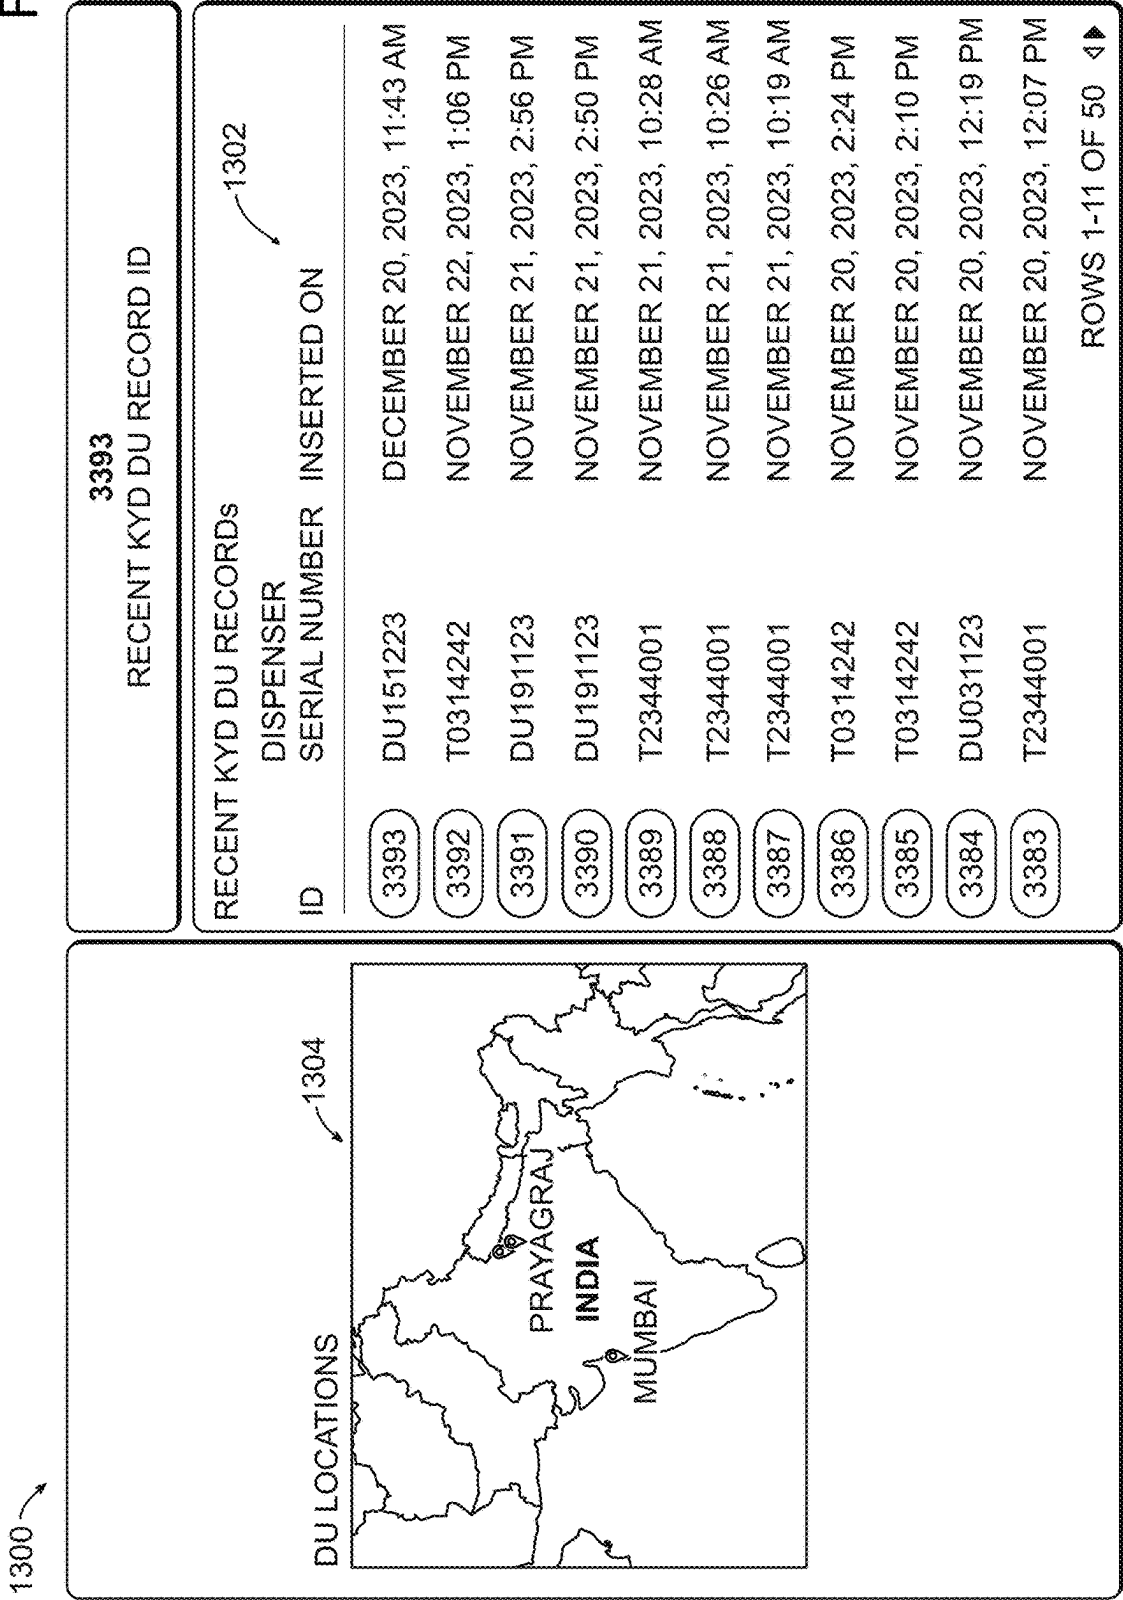 1300
DU LOCATIONS
1304
PRAYAGRAJ
INDIA
MUMBAI
3393
RECENT KYD DU RECORD ID
RECENT KYD DU RECORDs
1302
DISPENSER
ID SERIAL NUMBER INSERTED ON
3393 DU151223 DECEMBER 20, 2023, 11:43 AM
3392 T0314242 NOVEMBER 22, 2023, 1:06 PM
3391 DU191123 NOVEMBER 21, 2023, 2:56 PM
3390 DU191123 NOVEMBER 21, 2023, 2:50 PM
3389 T2344001 NOVEMBER 21, 2023, 10:28 AM
3388 T2344001 NOVEMBER 21, 2023, 10:26 AM
3387 T2344001 NOVEMBER 21, 2023, 10:19 AM
3386 T0314242 NOVEMBER 20, 2023, 2:24 PM
3385 T0314242 NOVEMBER 20, 2023, 2:10 PM
3384 DU031123 NOVEMBER 20, 2023, 12:19 PM
3383 T2344001 NOVEMBER 20, 2023, 12:07 PM
ROWS 1-11 OF 50